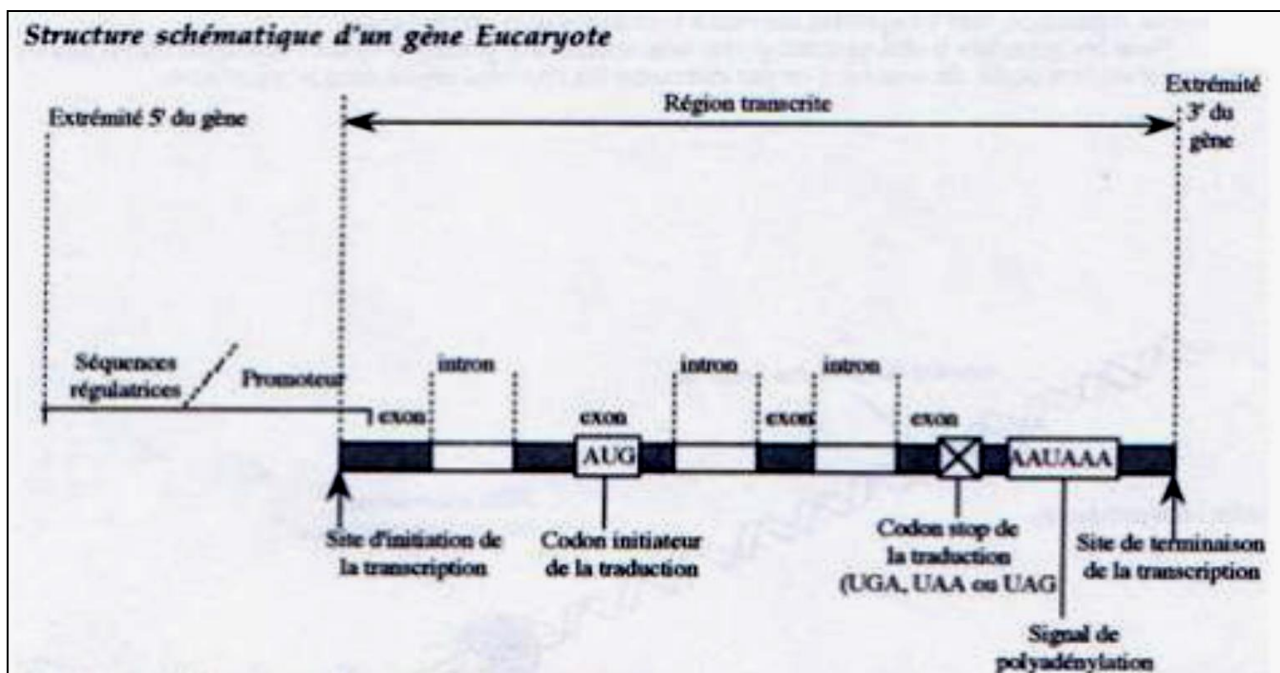 Structure schématique d'un gène Eucaryote
Extrémité 5' du gène
Région transcrite
Extrémité
3' du
gène
Séquences
régulatrices
Promoteur
intron
intron
intron
exon
exon
exon
exon
AUG
AAUAAA
Site d'initiation de
la transcription
Codon initiateur
de la traduction
Codon stop de
la traduction
(UGA, UAA ou UAG
Site de terminaison
de la transcription
Signal de
polyadénylation